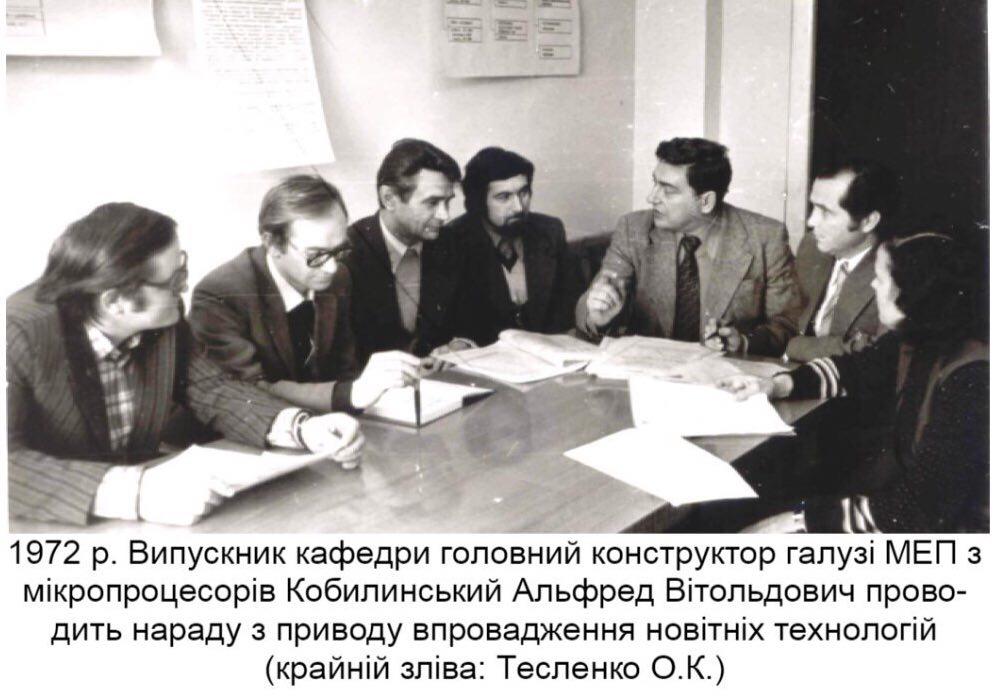 1972 р. Випускник кафедри головний конструктор галузі МЕП з
мікропроцесорів Кобилинський Альфред Вітольдович прово-
дить нараду з приводу впровадження новітніх технологій
(крайній зліва: Тесленко О.К.)